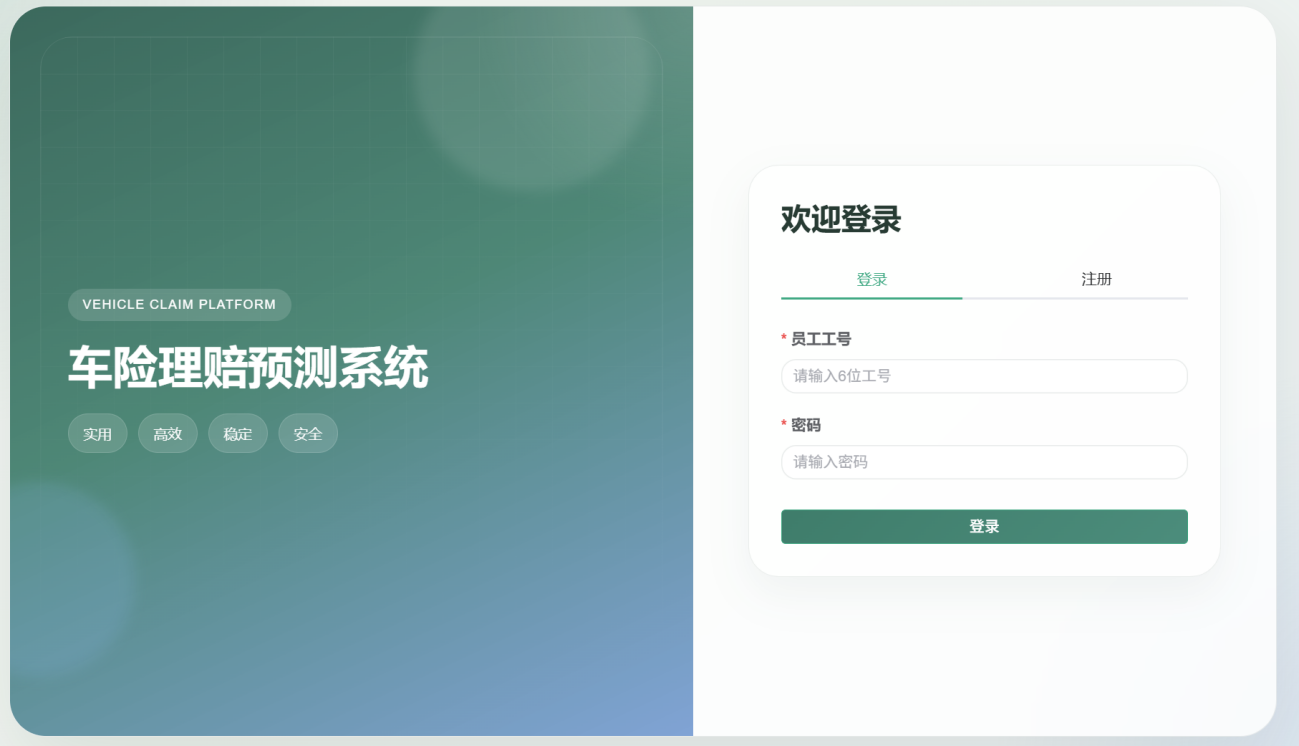 VEHICLE CLAIM PLATFORM
车险理赔预测系统
实用 高效 稳定 安全
欢迎登录
登录 注册
* 员工工号
请输入6位工号
* 密码
请输入密码
登录